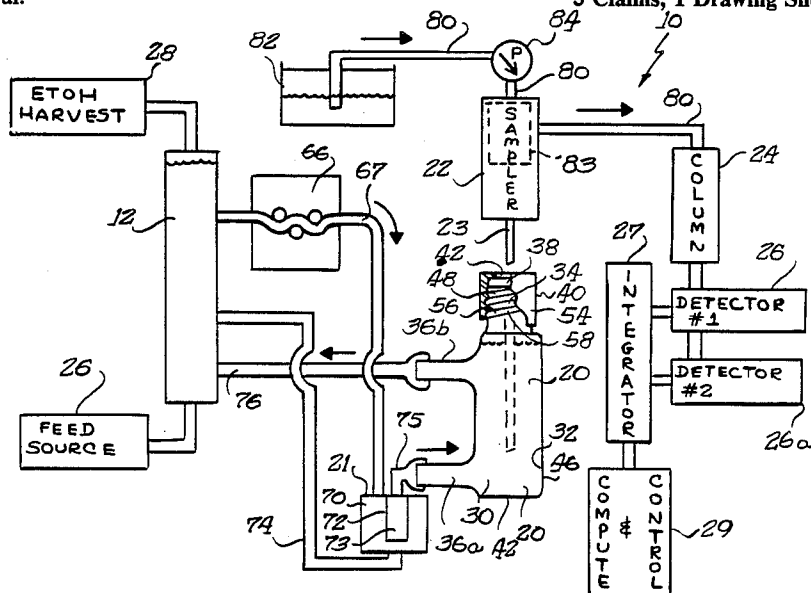 ul.
3 Claims, 1 Drawing She
28
ETOH
HARVEST
82
80
84
P
10
80
80
SAMPLER
83
22
24
COLUMN
66
67
12
23
42
38
27
48
34
40
56
54
58
36b
INTEGRATOR
26
DETECTOR
#1
DETECTOR
#2
26a
76
20
26
FEED
SOURCE
75
32
46
21
70
72
73
74
36a
30
42
20
COMPUTE
&
CONTROL
29